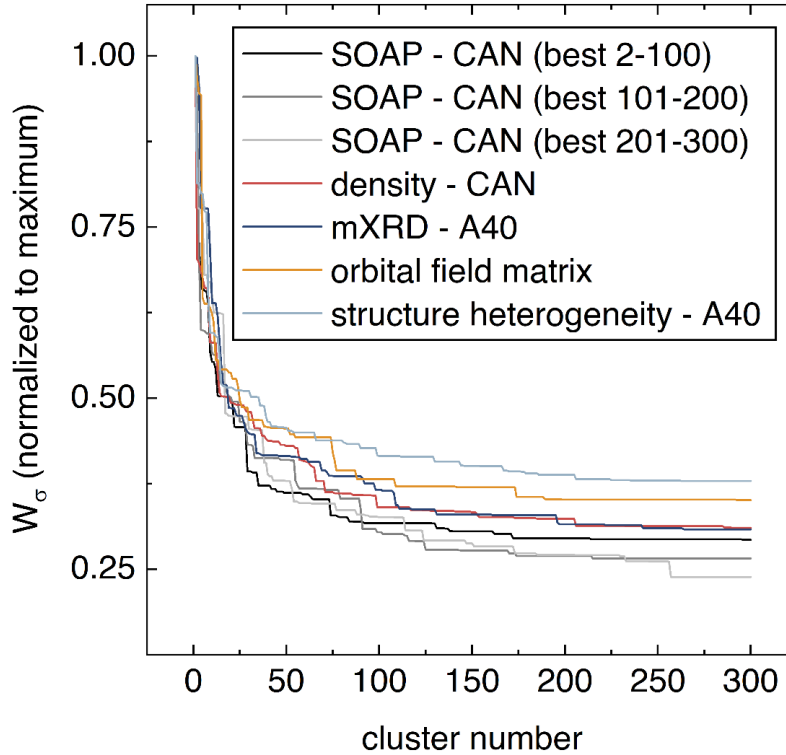 SOAP - CAN (best 2-100)
SOAP - CAN (best 101-200)
SOAP - CAN (best 201-300)
density - CAN
mXRD - A40
orbital field matrix
structure heterogeneity - A40
W_σ (normalized to maximum)
1.00
0.75
0.50
0.25
0 50 100 150 200 250 300
cluster number